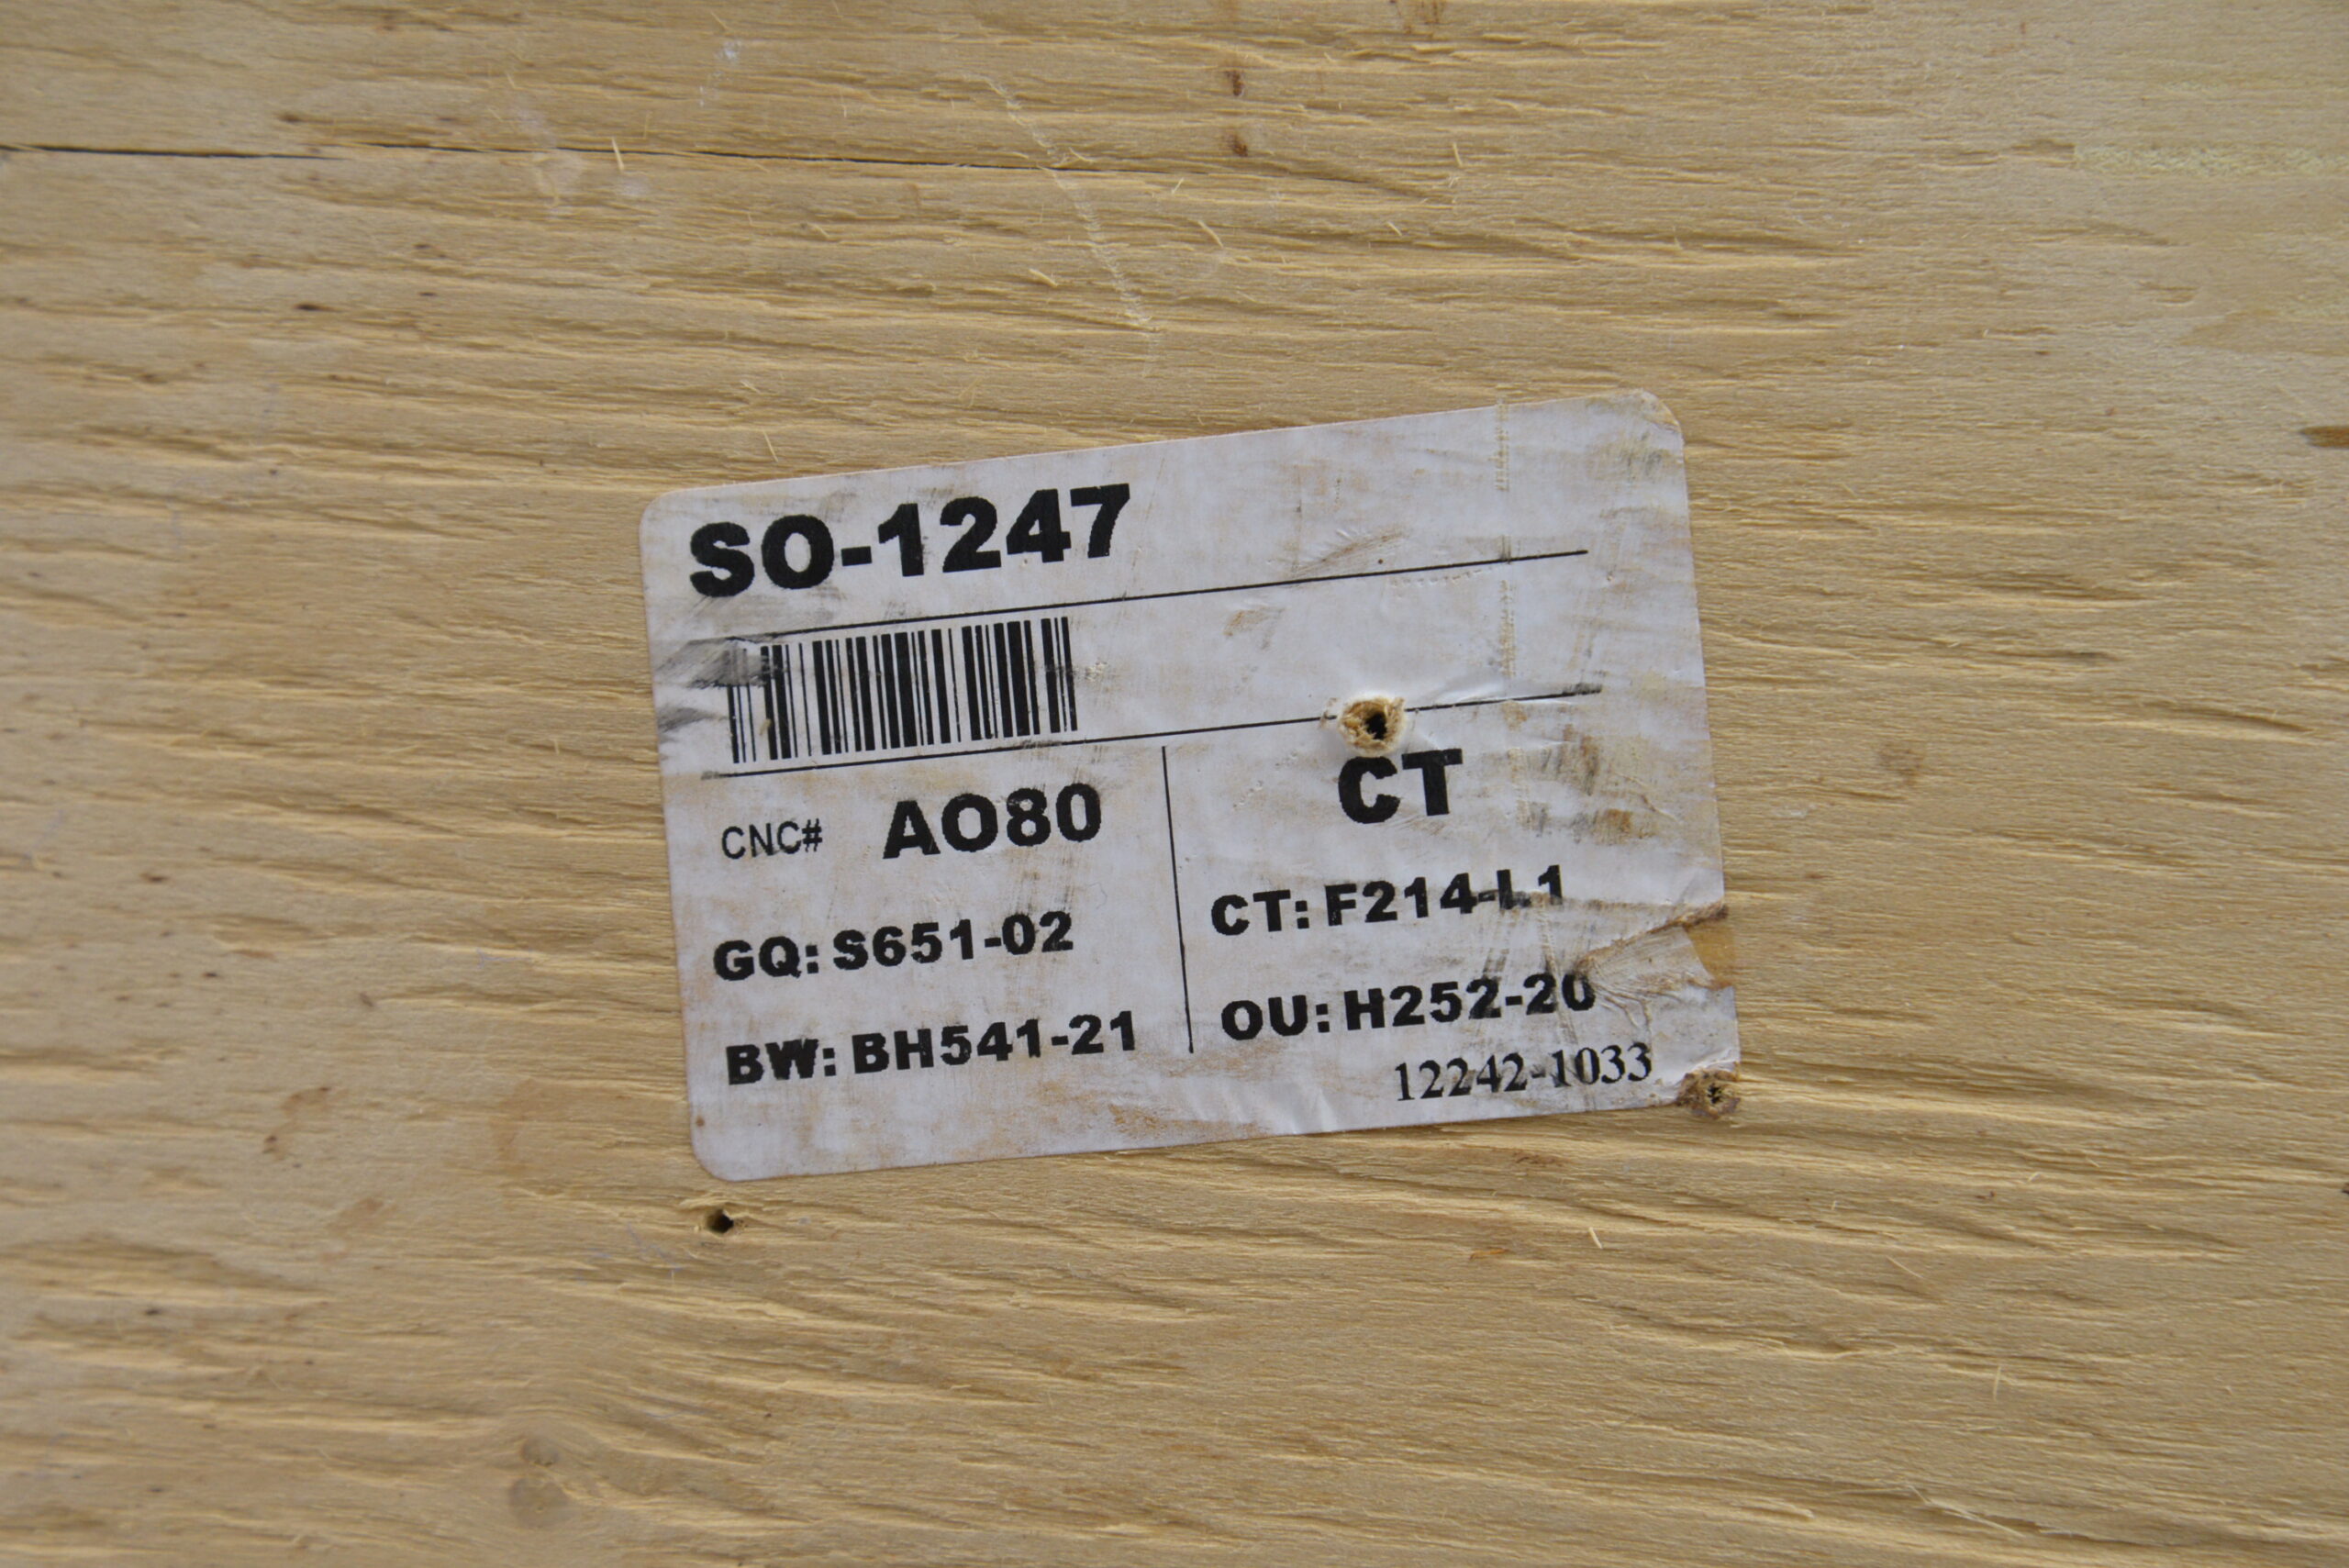 SO-1247
CNC# AO80
CT
GQ: S651-02
CT: F214-L1
BW: BH541-21
OU: H252-20
12242-1033